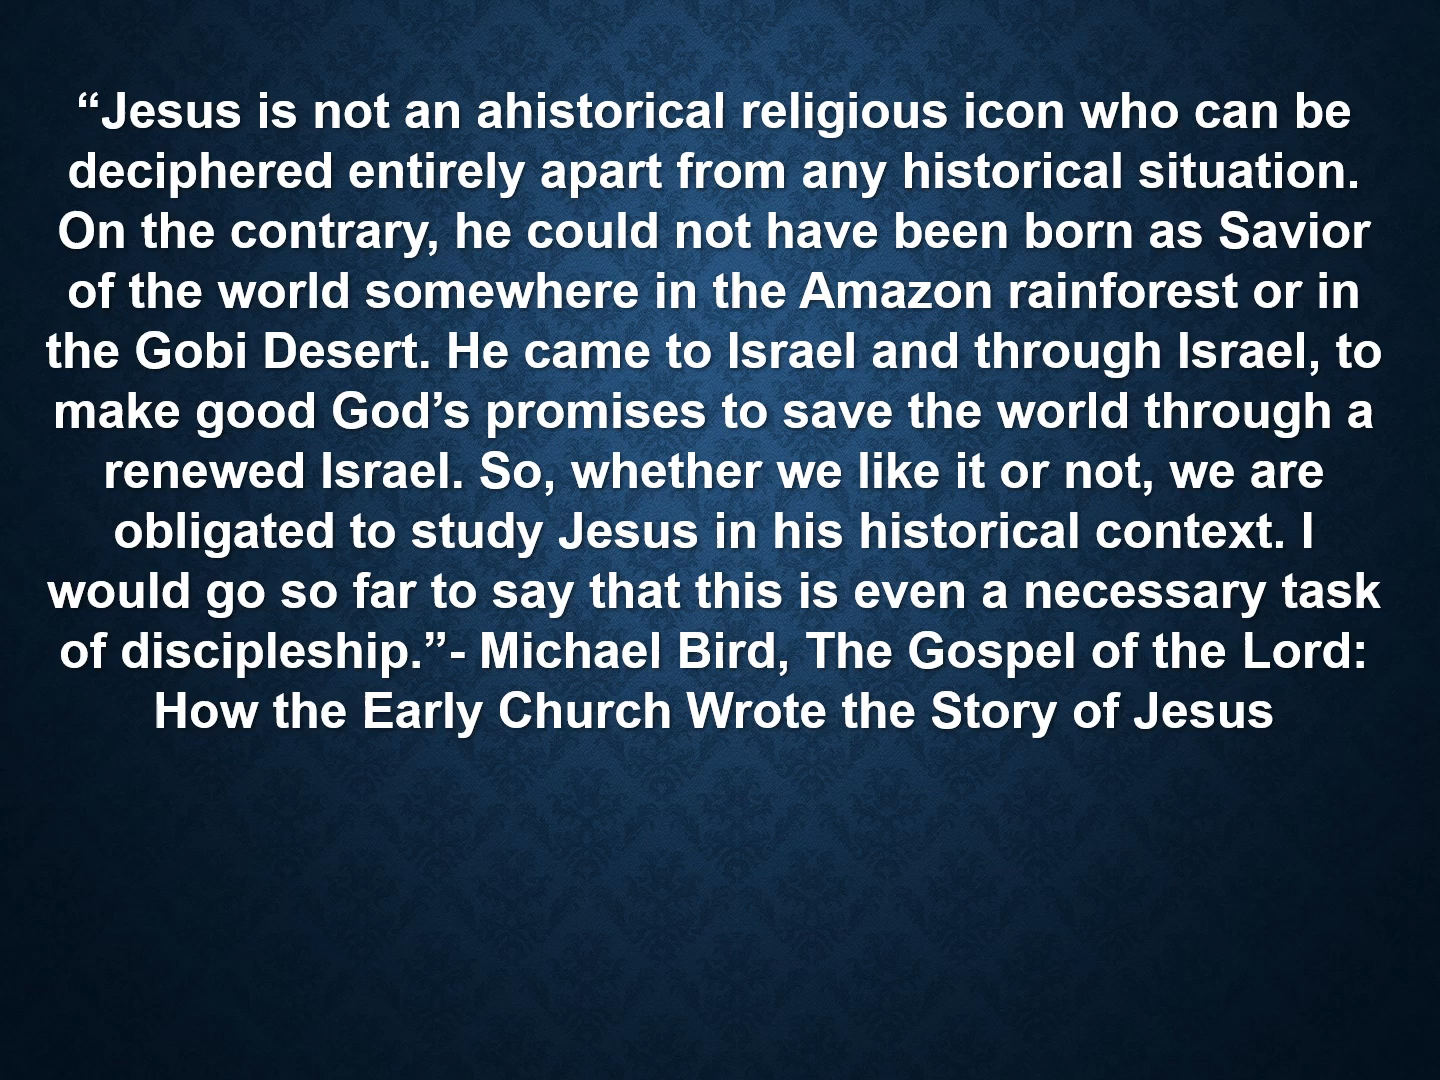 “Jesus is not an ahistorical religious icon who can be
deciphered entirely apart from any historical situation.
On the contrary, he could not have been born as Savior
of the world somewhere in the Amazon rainforest or in
the Gobi Desert. He came to Israel and through Israel, to
make good God’s promises to save the world through a
renewed Israel. So, whether we like it or not, we are
obligated to study Jesus in his historical context. I
would go so far to say that this is even a necessary task
of discipleship.”- Michael Bird, The Gospel of the Lord:
How the Early Church Wrote the Story of Jesus